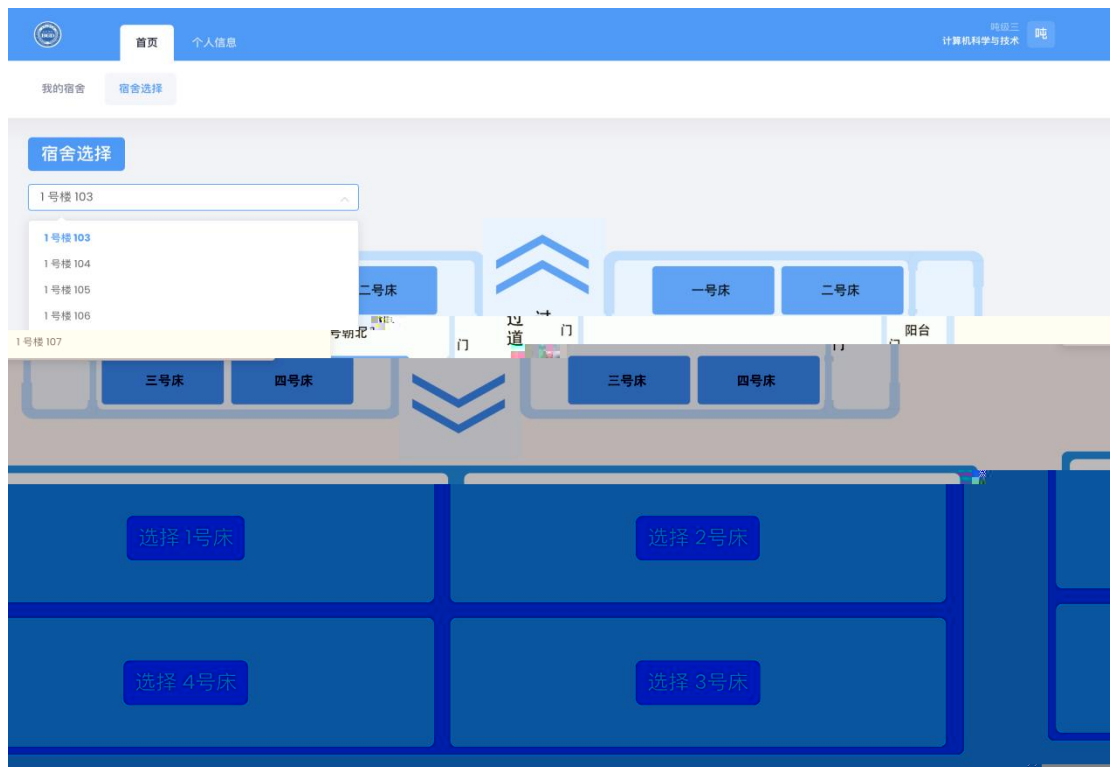 首页
个人信息
吨级三
计算机科学与技术
吨
我的宿舍
宿舍选择
宿舍选择
1号楼 103
1号楼 103
1号楼 104
1号楼 105
1号楼 106
1号楼 107
二号床
一号床
二号床
号朝北
门
过
道
门
阳台
门
三号床
四号床
三号床
四号床
选择 1号床
选择 2号床
选择 4号床
选择 3号床